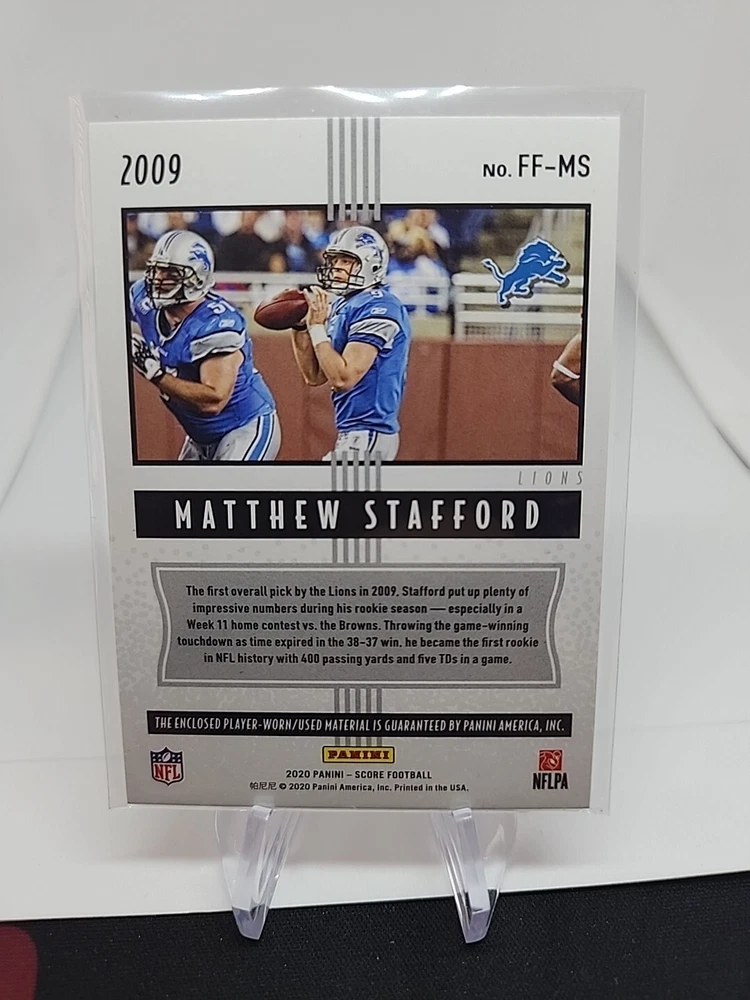 2009
No. FF-MS
LIONS
MATTHEW STAFFORD
The first overall pick by the Lions in 2009, Stafford put up plenty of
impressive numbers during his rookie season — especially in a
Week 11 home contest vs. the Browns. Throwing the game-winning
touchdown as time expired in the 38-37 win, he became the first rookie
in NFL history with 400 passing yards and five TDs in a game.
THE ENCLOSED PLAYER-WORN/USED MATERIAL IS GUARANTEED BY PANINI AMERICA, INC.
NFL
PANINI
2020 PANINI – SCORE FOOTBALL
帕尼尼 © 2020 Panini America, Inc. Printed in the USA.
NFLPA